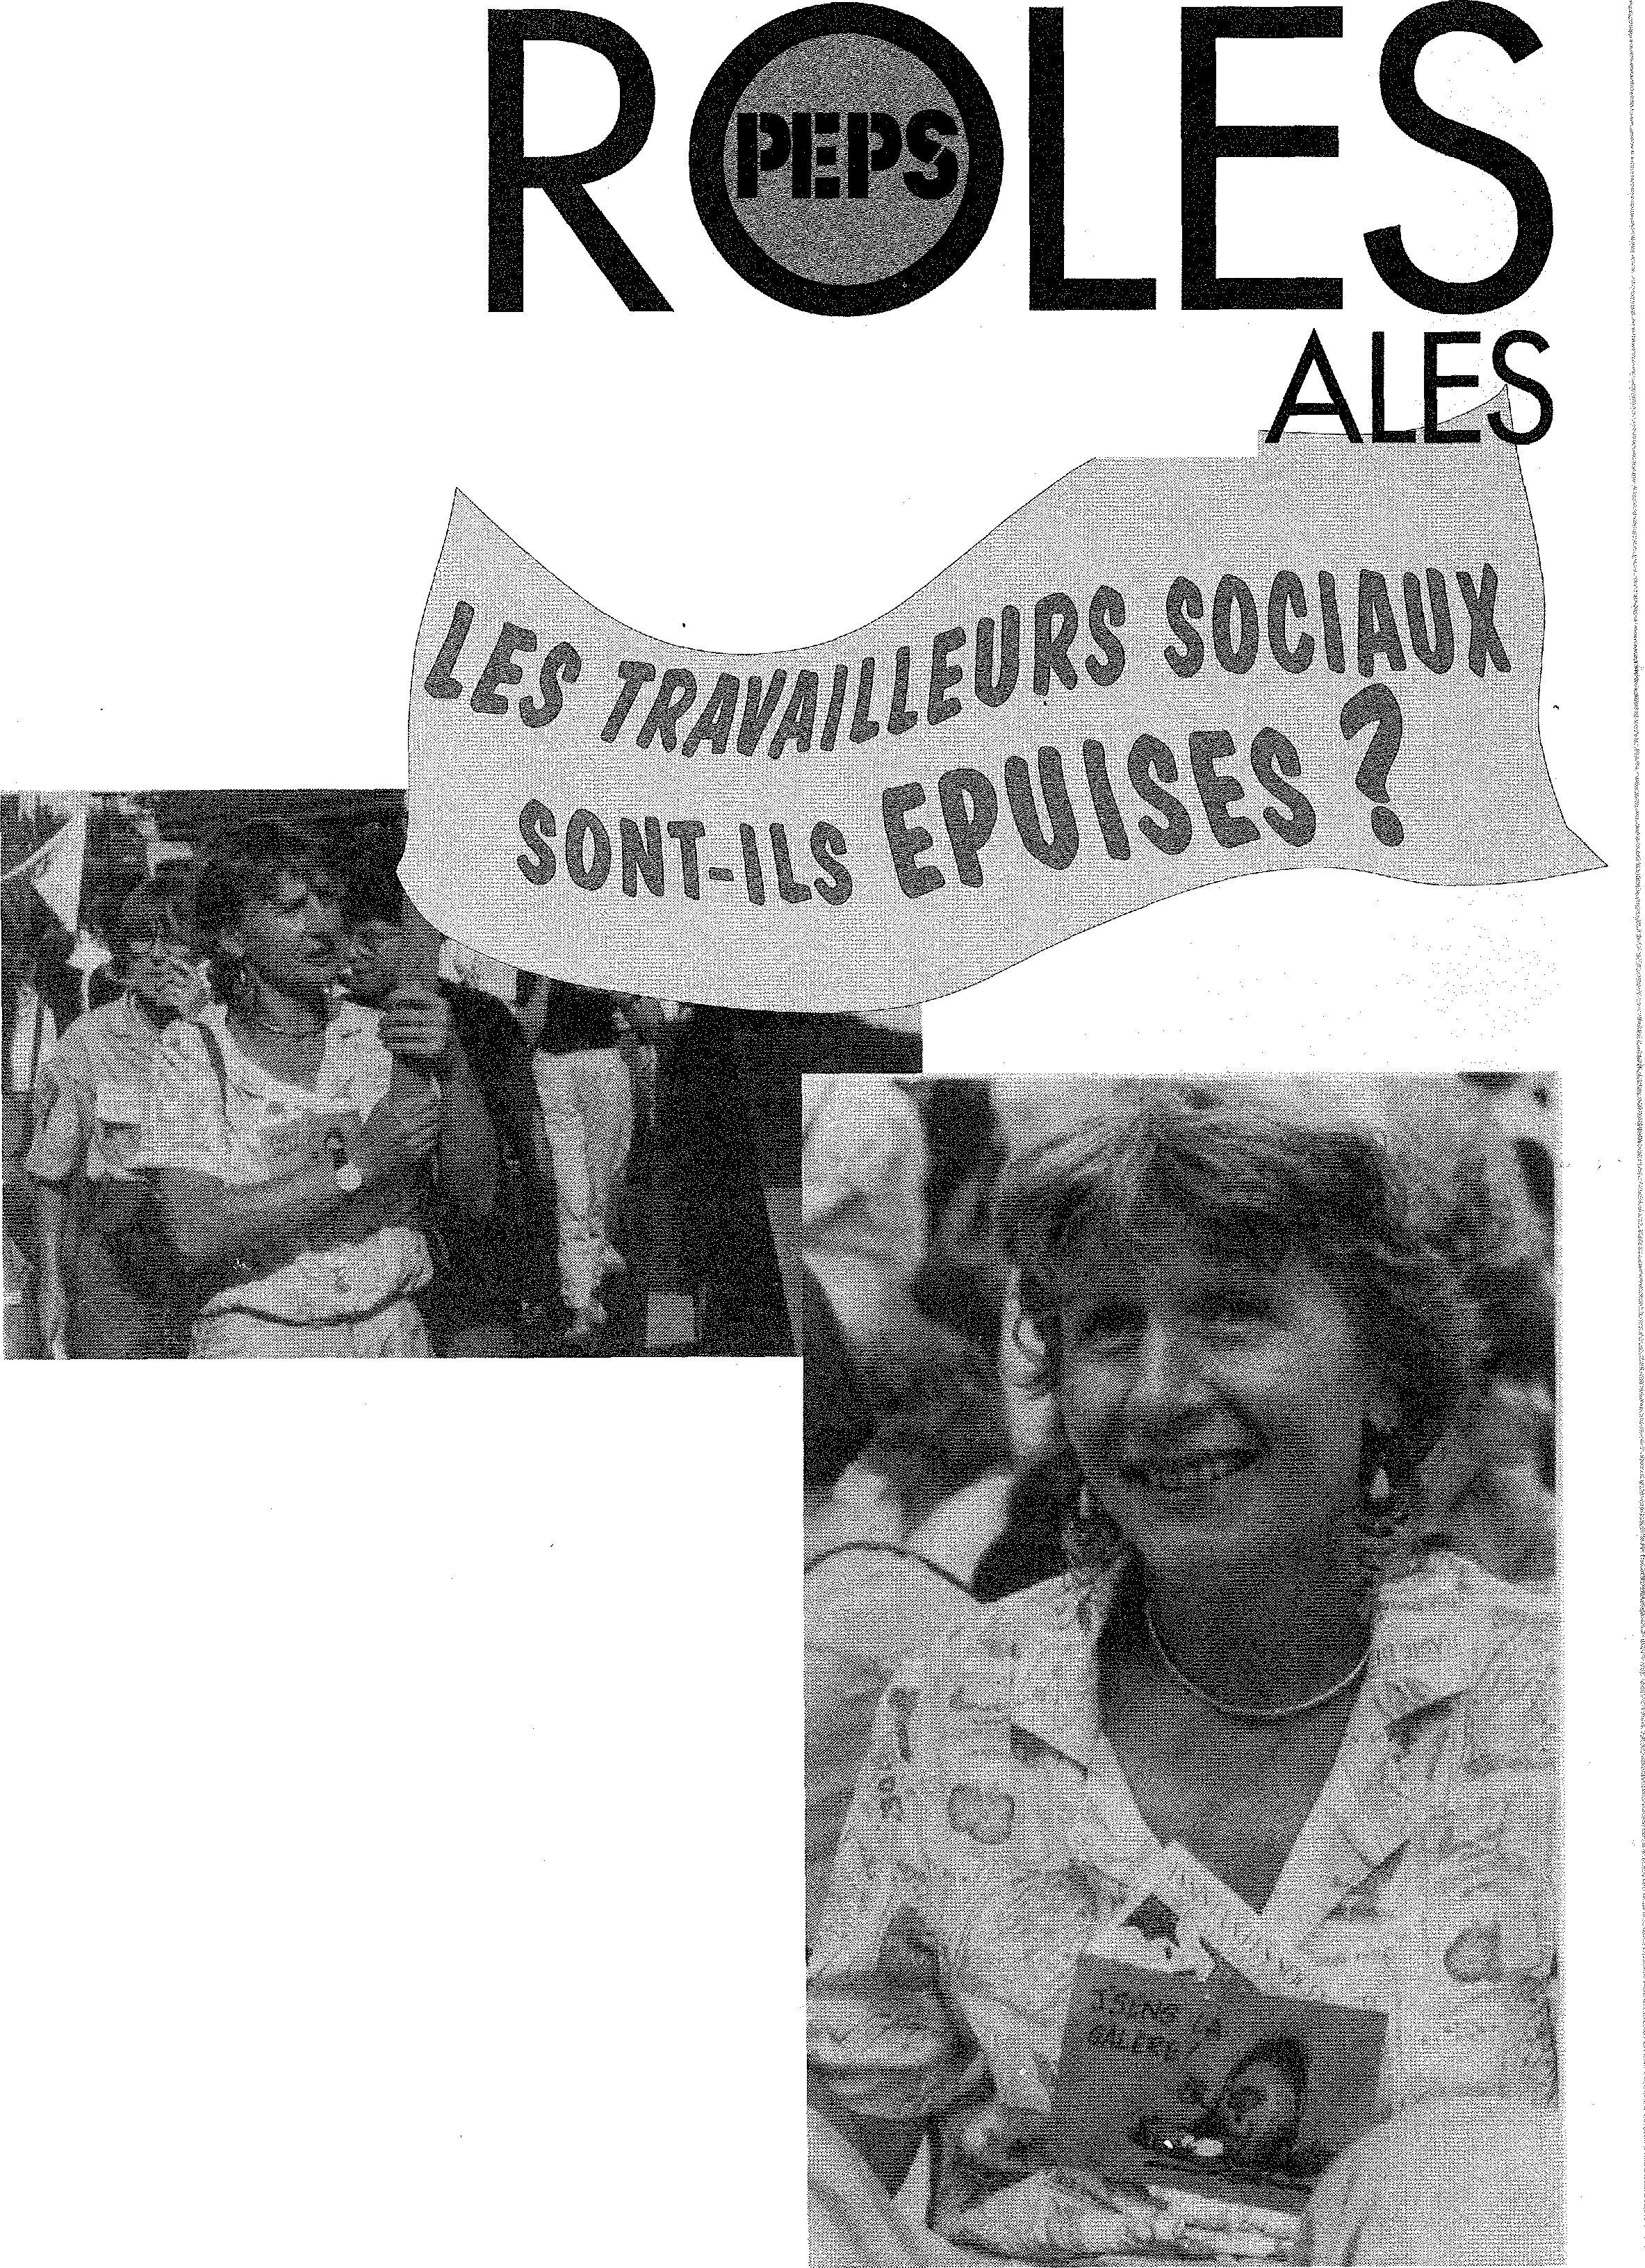 ROLES
PEPS
ALES
LES TRAVAILLEURS SOCIAUX
SONT-ILS EPUISES ?